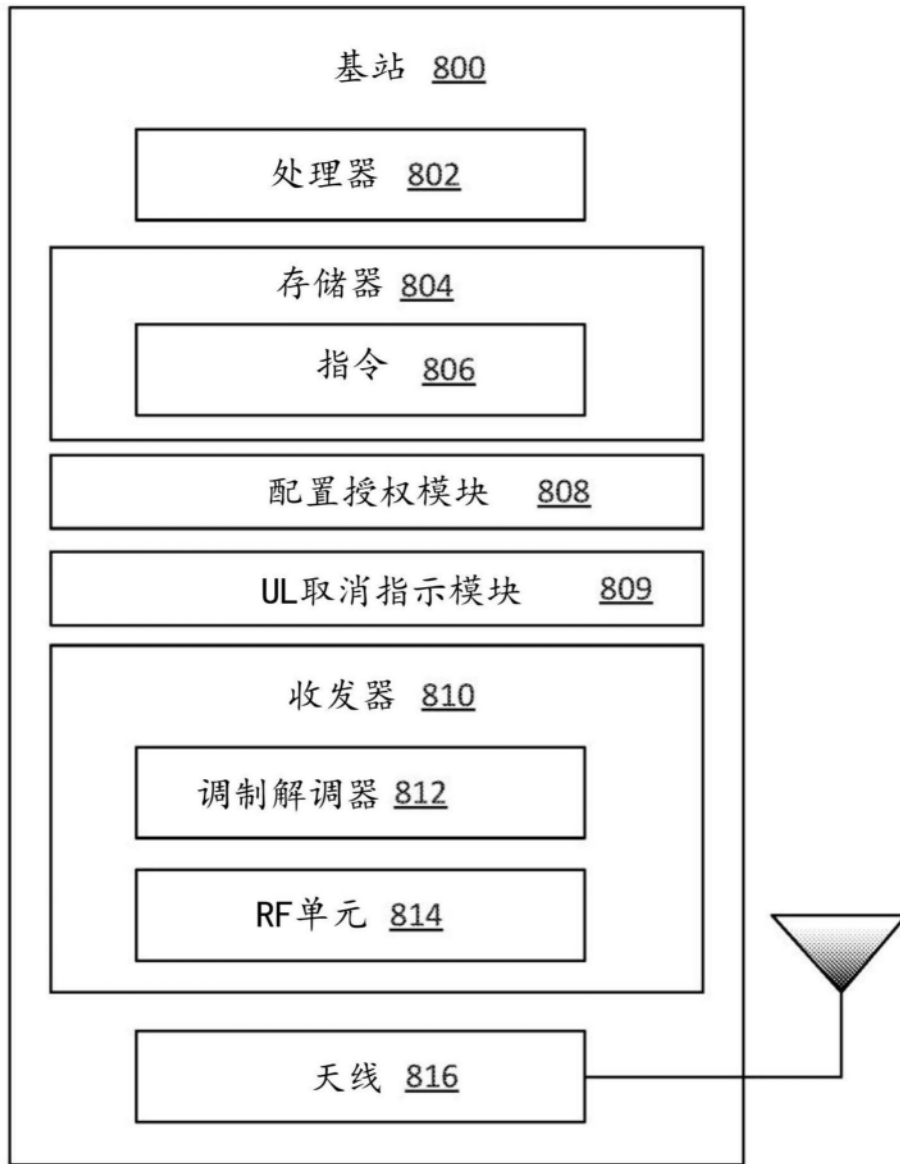 基站 800
处理器 802
存储器 804
指令 806
配置授权模块 808
UL取消指示模块 809
收发器 810
调制解调器 812
RF单元 814
天线 816